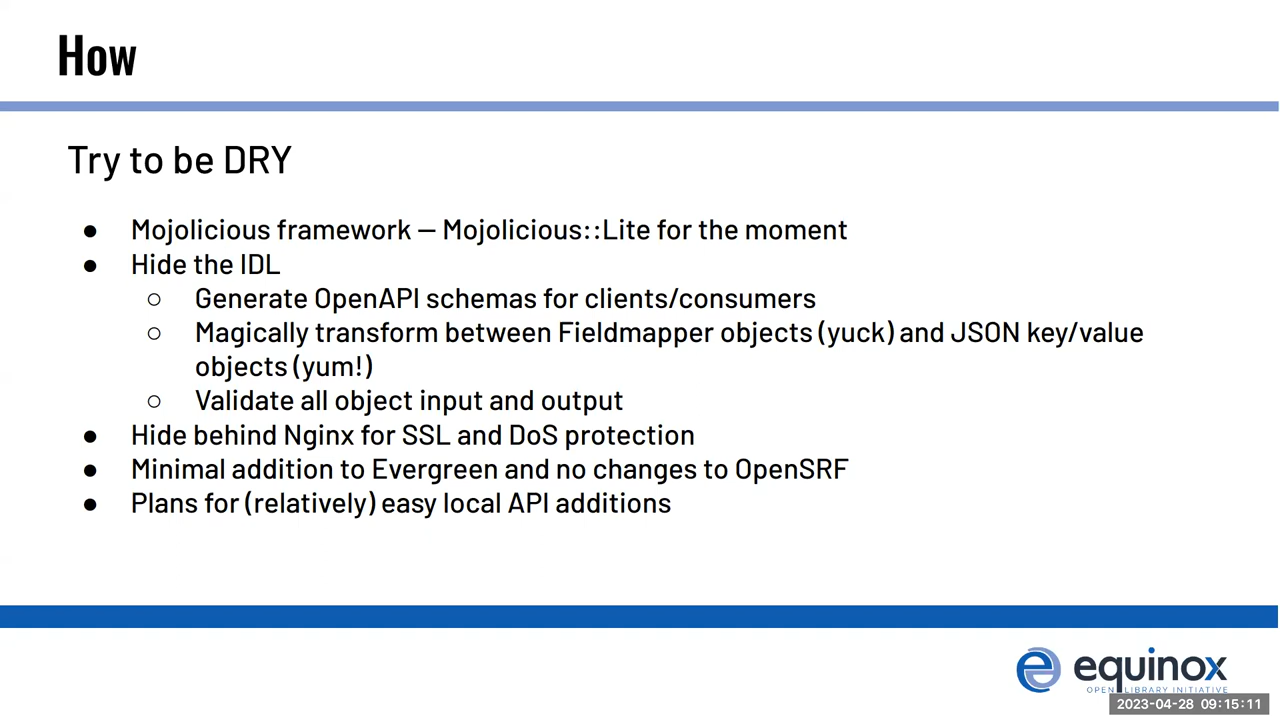 How
Try to be DRY
● Mojolicious framework — Mojolicious::Lite for the moment
● Hide the IDL
○ Generate OpenAPI schemas for clients/consumers
○ Magically transform between Fieldmapper objects (yuck) and JSON key/value
objects (yum!)
○ Validate all object input and output
● Hide behind Nginx for SSL and DoS protection
● Minimal addition to Evergreen and no changes to OpenSRF
● Plans for (relatively) easy local API additions
equinox
OPEN LIBRARY INITIATIVE
2023-04-28 09:15:11